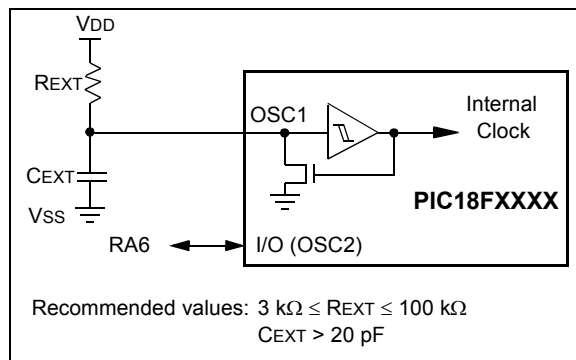 VDD
REXT
OSC1
Internal
Clock
CEXT
PIC18FXXXX
VSS
RA6
I/O (OSC2)
Recommended values: 3 kΩ ≤ REXT ≤ 100 kΩ
CEXT > 20 pF